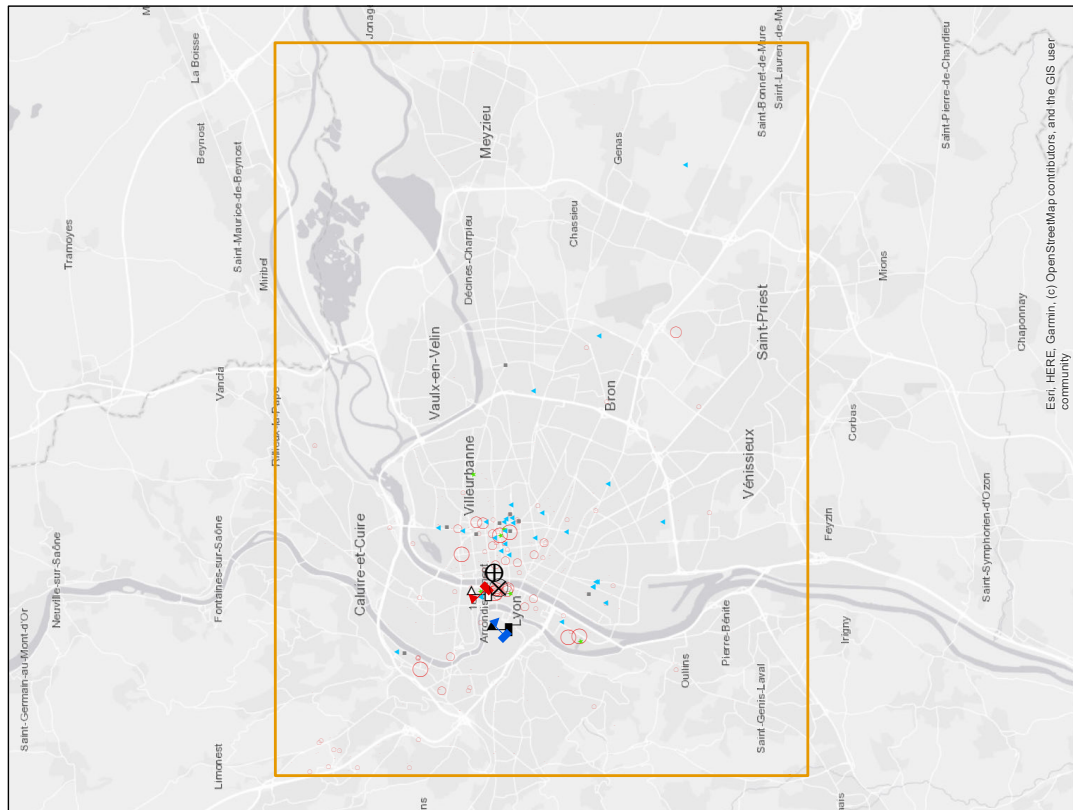 Saint-Germain-au-Mont-d'Or
Neuville-sur-Saône
Tramoyes
La Boisse
Beynost
Limonest
Fontaines-sur-Saône
Vancia
Saint-Maurice-de-Beynost
Miribel
Rillieux-la-Pape
Caluire-et-Cuire
Jonag
Vaulx-en-Velin
Décines-Charpieu
Villeurbanne
Meyzieu
Lyon
Chassieu
Bron
Genas
Oullins
Pierre-Bénite
Vénissieux
Saint-Genis-Laval
Saint-Priest
Saint-Bonnet-de-Mure
Saint-Laurent-de-Mu
Feyzin
Irigny
Corbas
Mions
Saint-Pierre-de-Chandieu
Saint-Symphorien-d'Ozon
Chaponnay
Esri, HERE, Garmin, (c) OpenStreetMap contributors, and the GIS user
community